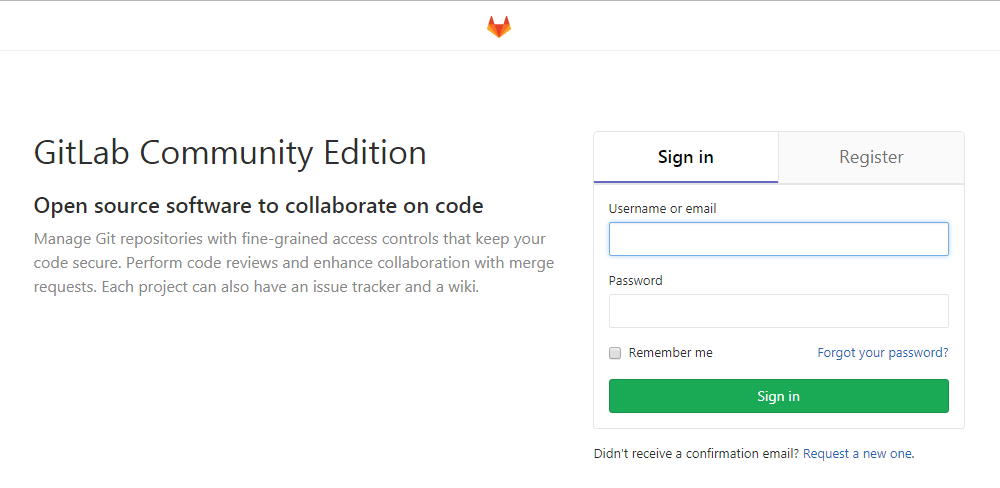 GitLab Community Edition
Open source software to collaborate on code
Manage Git repositories with fine-grained access controls that keep your
code secure. Perform code reviews and enhance collaboration with merge
requests. Each project can also have an issue tracker and a wiki.
Sign in
Register
Username or email
Password
Remember me
Forgot your password?
Sign in
Didn't receive a confirmation email? Request a new one.